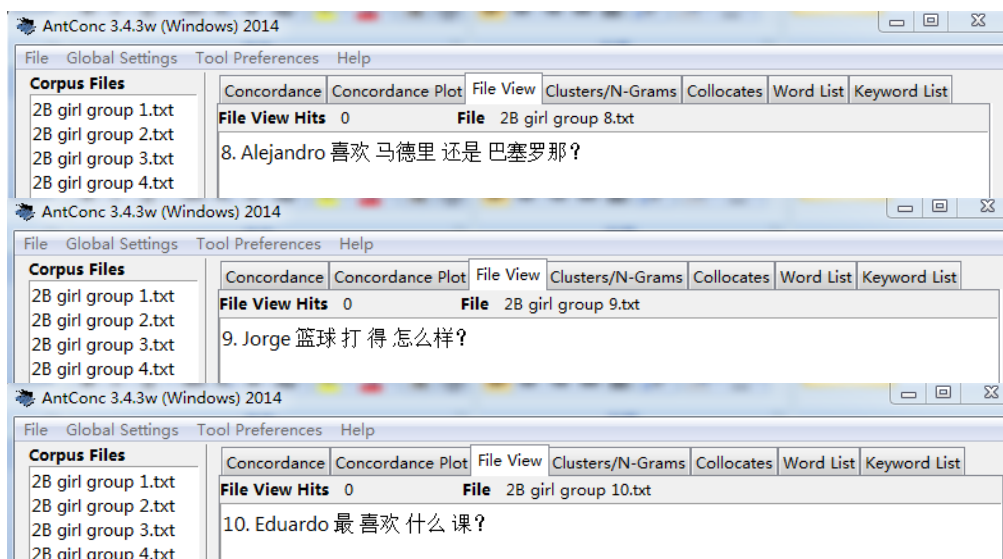 AntConc 3.4.3w (Windows) 2014
File Global Settings Tool Preferences Help
Corpus Files
2B girl group 1.txt
2B girl group 2.txt
2B girl group 3.txt
2B girl group 4.txt
Concordance Concordance Plot File View Clusters/N-Grams Collocates Word List Keyword List
File View Hits 0 File 2B girl group 8.txt
8. Alejandro 喜欢 马德里 还是 巴塞罗那?
AntConc 3.4.3w (Windows) 2014
File Global Settings Tool Preferences Help
Corpus Files
2B girl group 1.txt
2B girl group 2.txt
2B girl group 3.txt
2B girl group 4.txt
Concordance Concordance Plot File View Clusters/N-Grams Collocates Word List Keyword List
File View Hits 0 File 2B girl group 9.txt
9. Jorge 篮球 打 得 怎么样?
AntConc 3.4.3w (Windows) 2014
File Global Settings Tool Preferences Help
Corpus Files
2B girl group 1.txt
2B girl group 2.txt
2B girl group 3.txt
2B girl group 4.txt
Concordance Concordance Plot File View Clusters/N-Grams Collocates Word List Keyword List
File View Hits 0 File 2B girl group 10.txt
10. Eduardo 最 喜欢 什么 课?